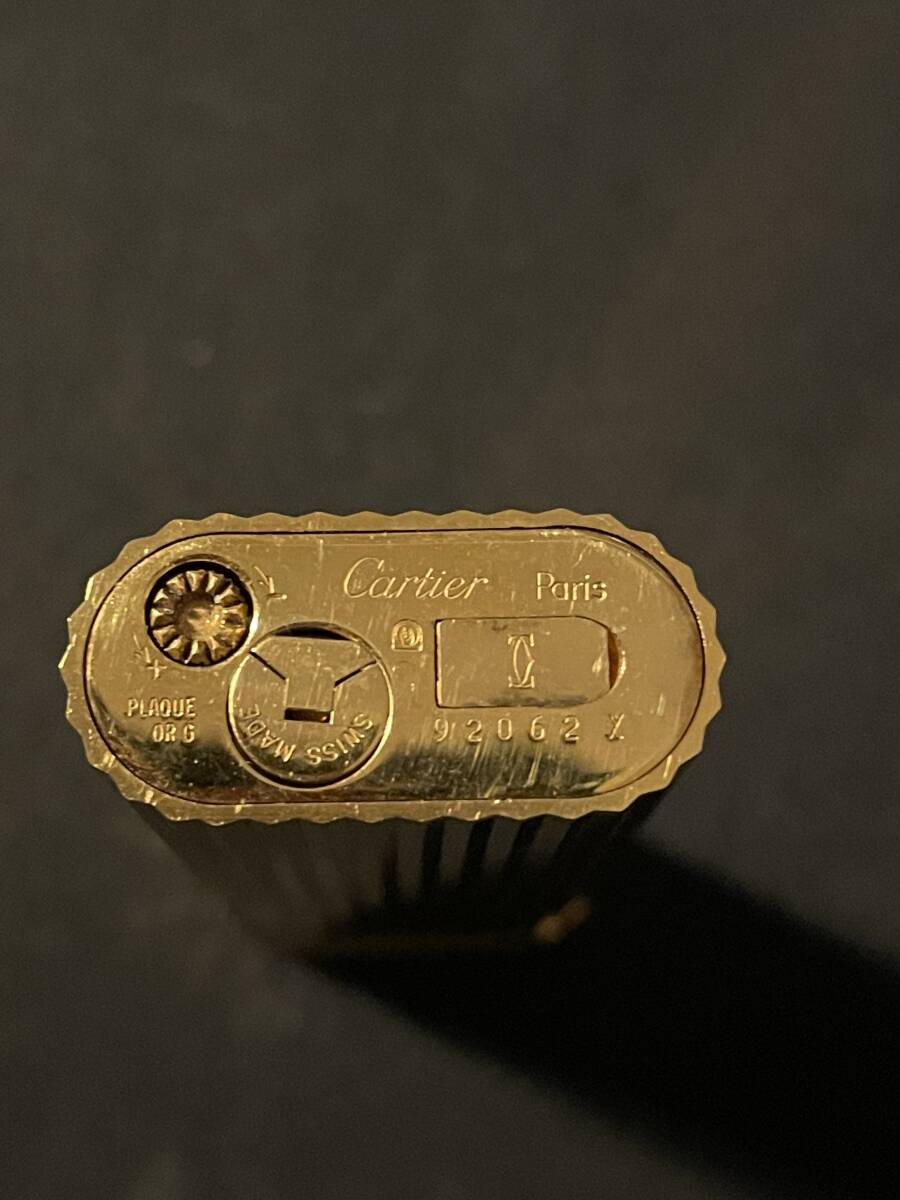 Cartier Paris
+
PLAQUE
OR G
SWISS MADE
92062 X